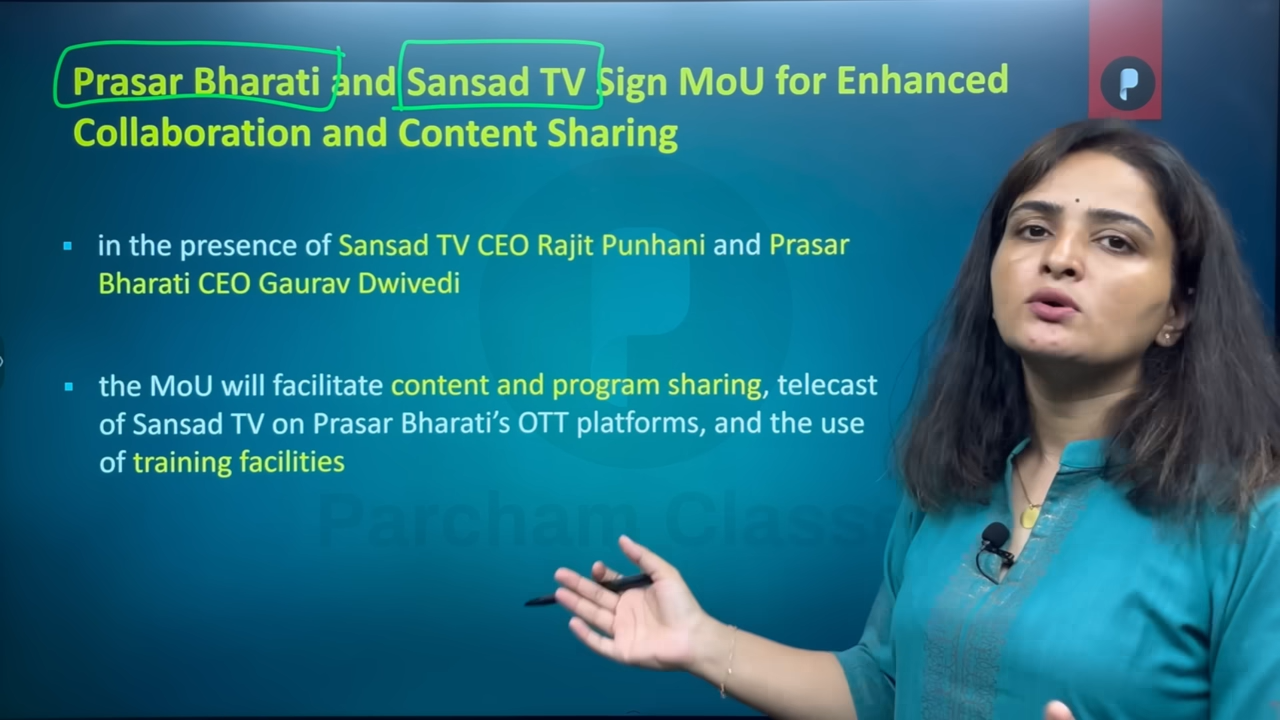 Prasar Bharati and Sansad TV Sign MoU for Enhanced
Collaboration and Content Sharing
▪ in the presence of Sansad TV CEO Rajit Punhani and Prasar
Bharati CEO Gaurav Dwivedi
▪ the MoU will facilitate content and program sharing, telecast
of Sansad TV on Prasar Bharati’s OTT platforms, and the use
of training facilities
Parcham